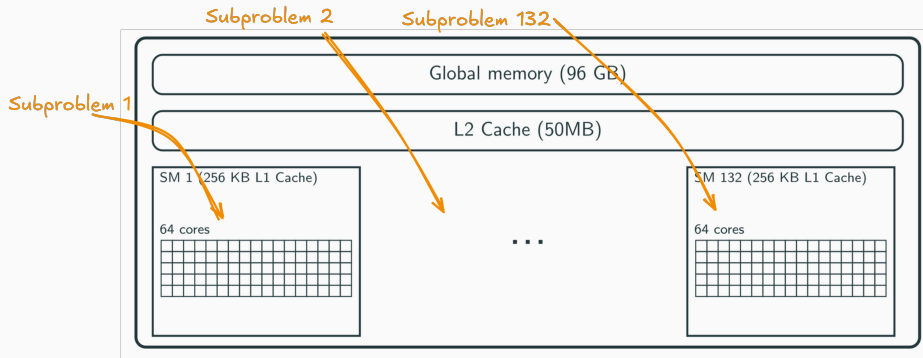 Subproblem 2
Subproblem 132
Global memory (96 GB)
Subproblem 1
L2 Cache (50MB)
SM 1 (256 KB L1 Cache)
SM 132 (256 KB L1 Cache)
64 cores
64 cores
...